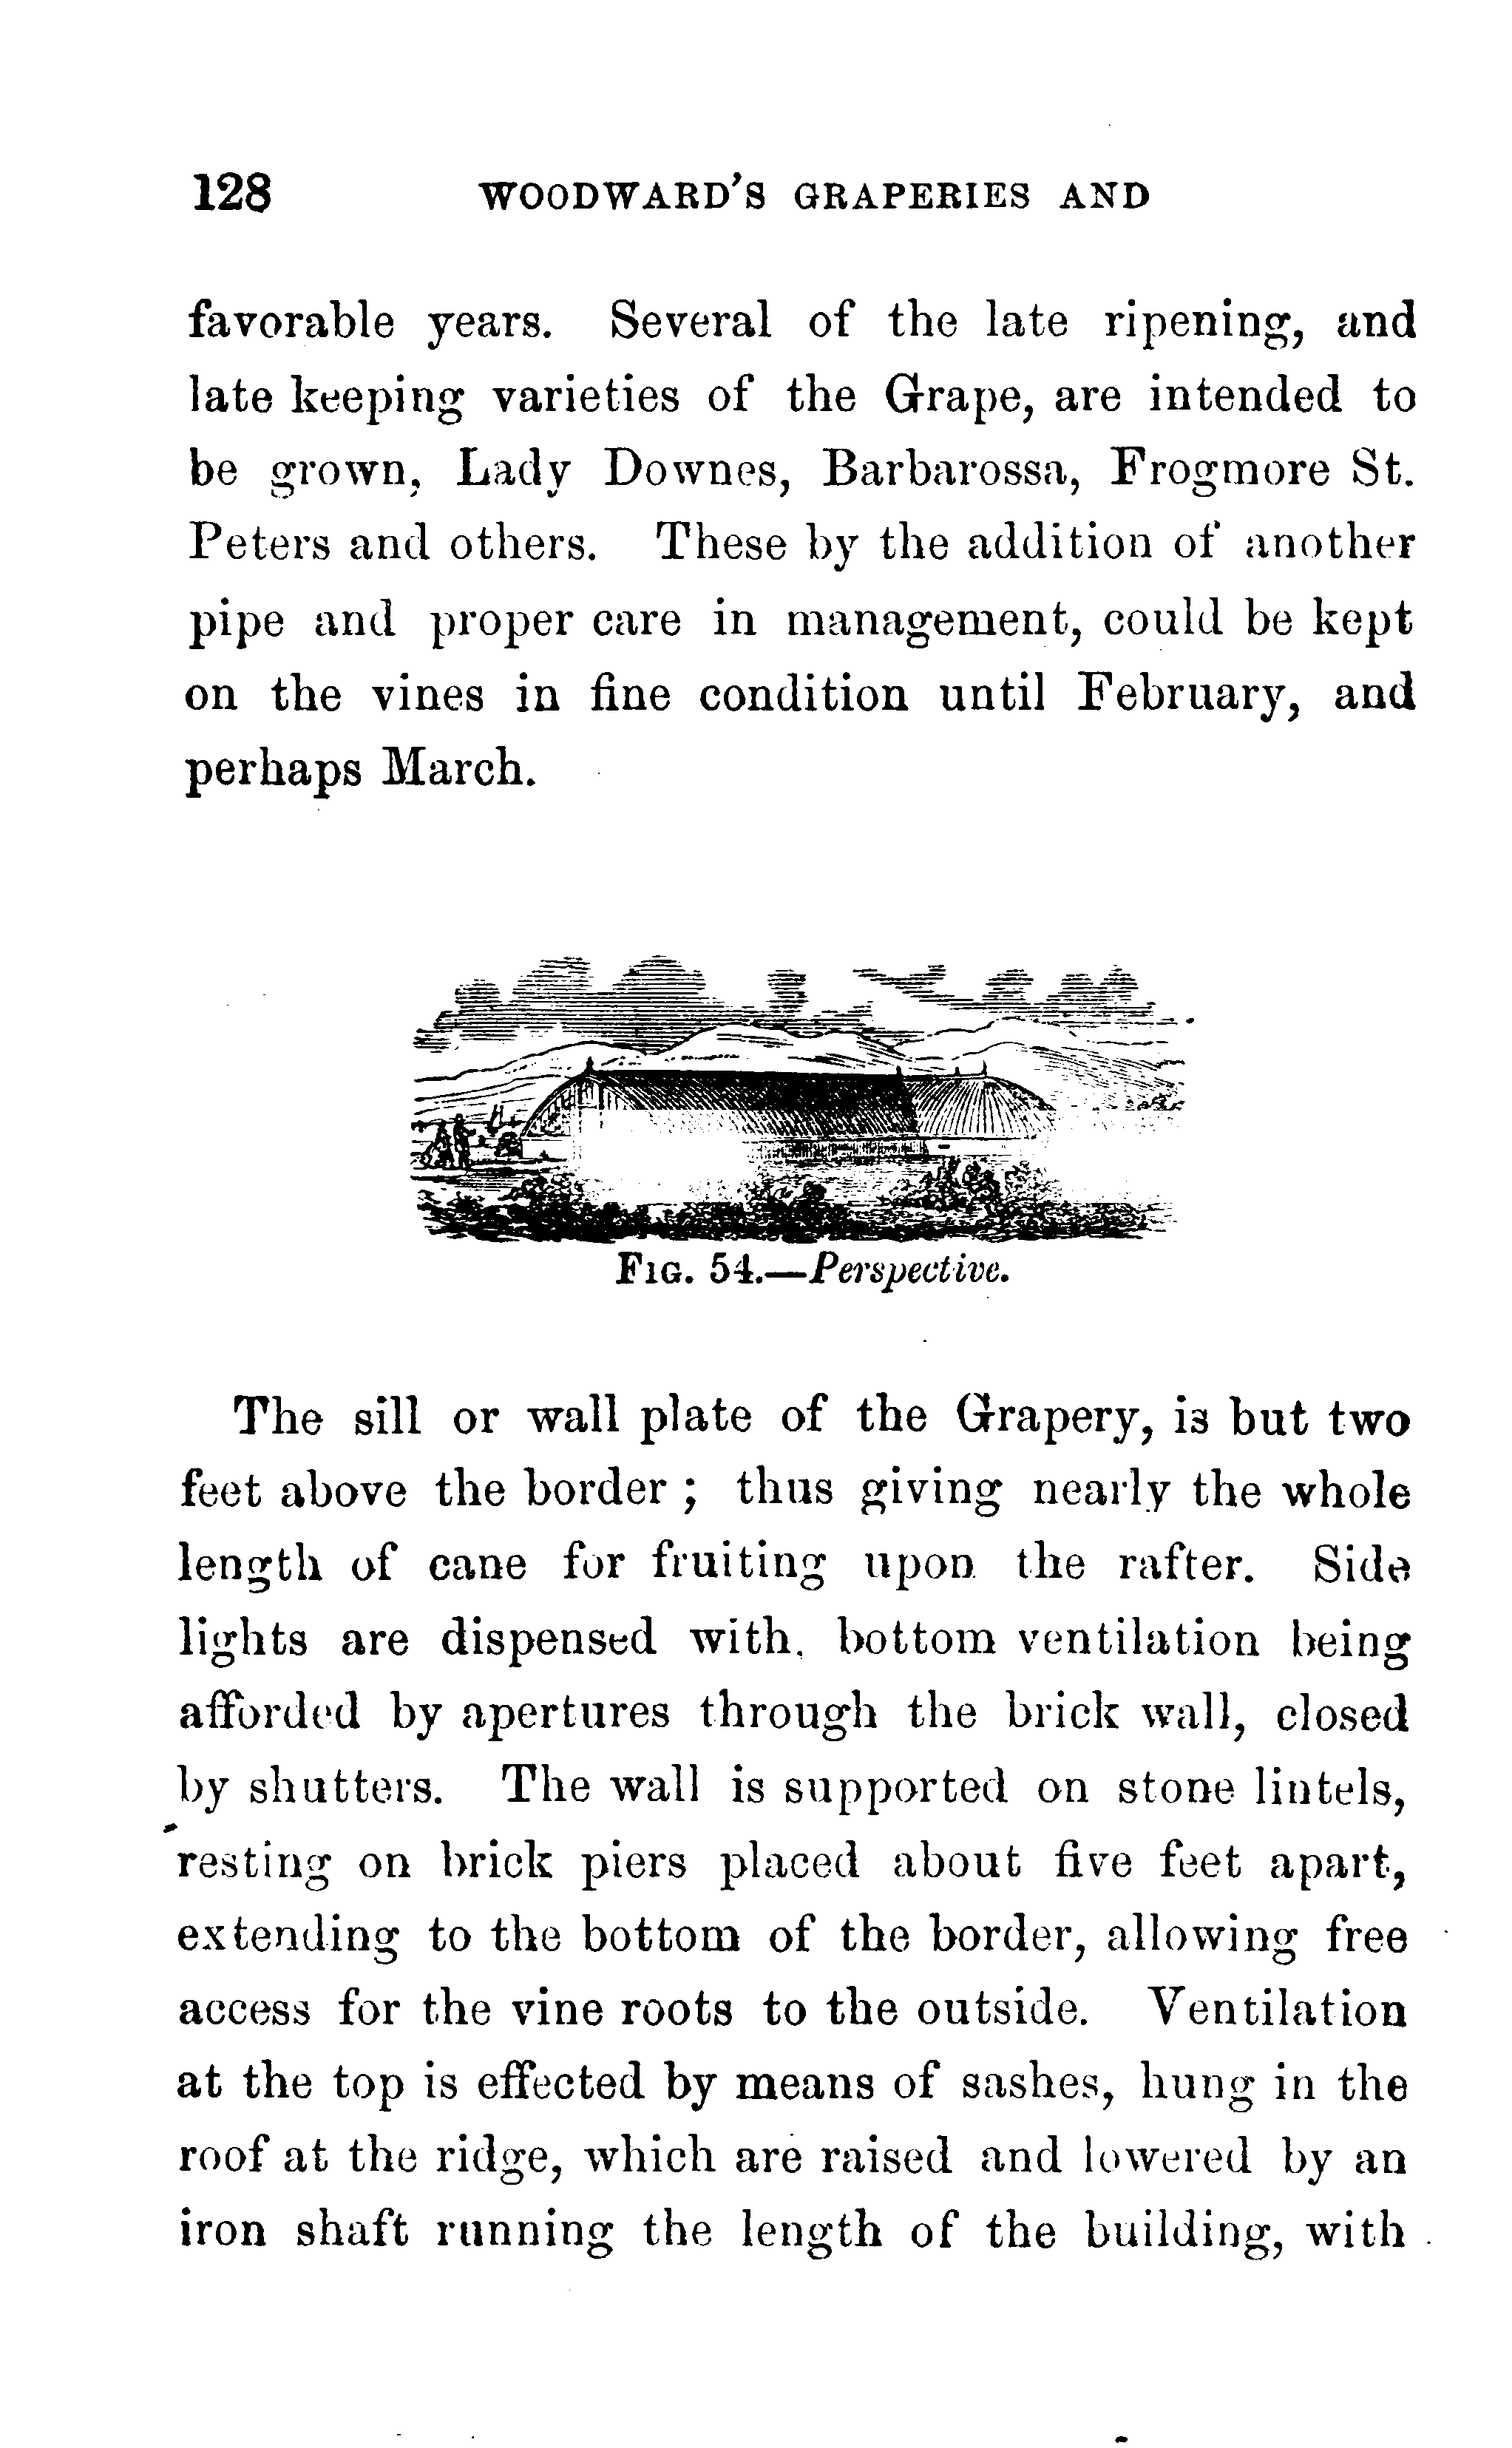 128 WOODWARD'S GRAPERIES AND
favorable years. Several of the late ripening, and
late keeping varieties of the Grape, are intended to
be grown, Lady Downes, Barbarossa, Frogmore St.
Peters and others. These by the addition of another
pipe and proper care in management, could be kept
on the vines in fine condition until February, and
perhaps March.
FIG. 54.—Perspective.
The sill or wall plate of the Grapery, is but two
feet above the border ; thus giving nearly the whole
length of cane for fruiting upon the rafter. Side
lights are dispensed with, bottom ventilation being
afforded by apertures through the brick wall, closed
by shutters. The wall is supported on stone lintels,
resting on brick piers placed about five feet apart,
extending to the bottom of the border, allowing free
access for the vine roots to the outside. Ventilation
at the top is effected by means of sashes, hung in the
roof at the ridge, which are raised and lowered by an
iron shaft running the length of the building, with